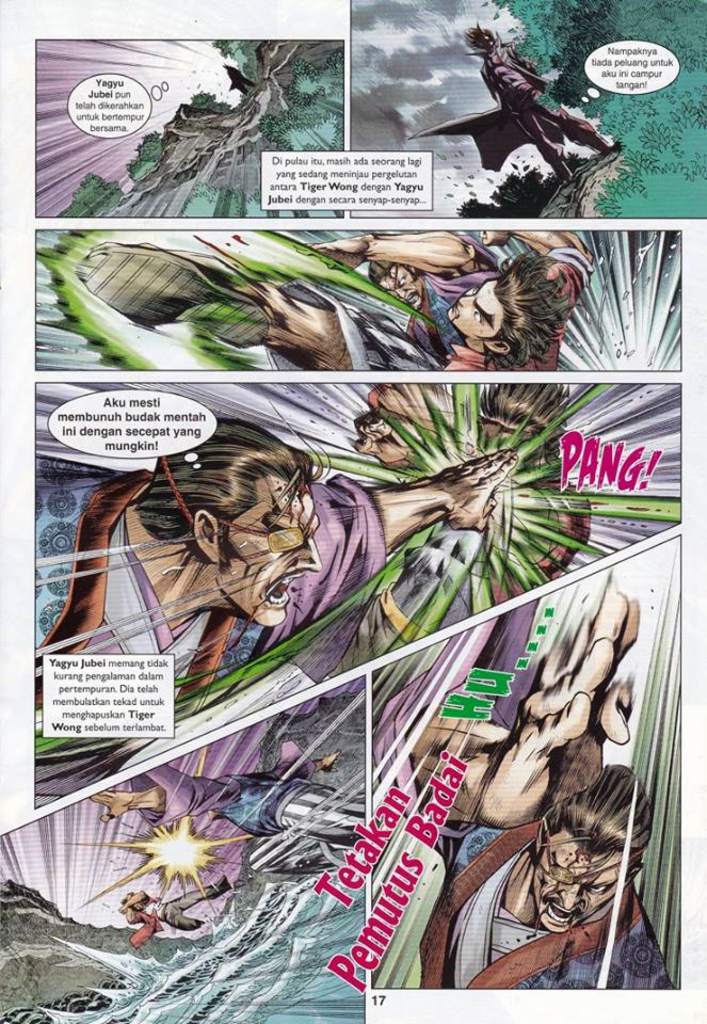 Yagyu
Jubei pun
telah dikerahkan
untuk bertempur
bersama.
Nampaknya
tiada peluang untuk
aku ini campur
tangan!
Di pulau itu, masih ada seorang lagi
yang sedang meninjau pergelutan
antara Tiger Wong dengan Yagyu
Jubei dengan secara senyap-senyap...
Aku mesti
membunuh budak mentah
ini dengan secepat yang
mungkin!
PANG!
Yagyu Jubei memang tidak
kurang pengalaman dalam
pertempuran. Dia telah
membulatkan tekad untuk
menghapuskan Tiger
Wong sebelum terlambat.
Hu....
Tetakan
Pemutus Badai
17